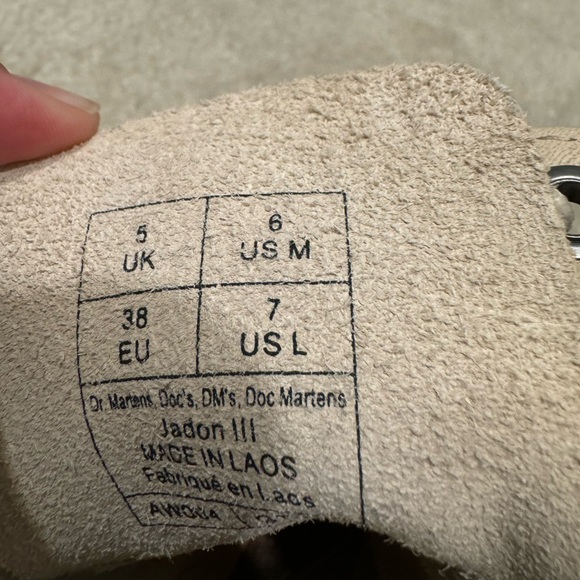 5 6
UK US M
38 7
EU US L
Dr. Martens, Doc's, DM's, Doc Martens
Jadon III
MADE IN LAOS
Fabriqué en Laos